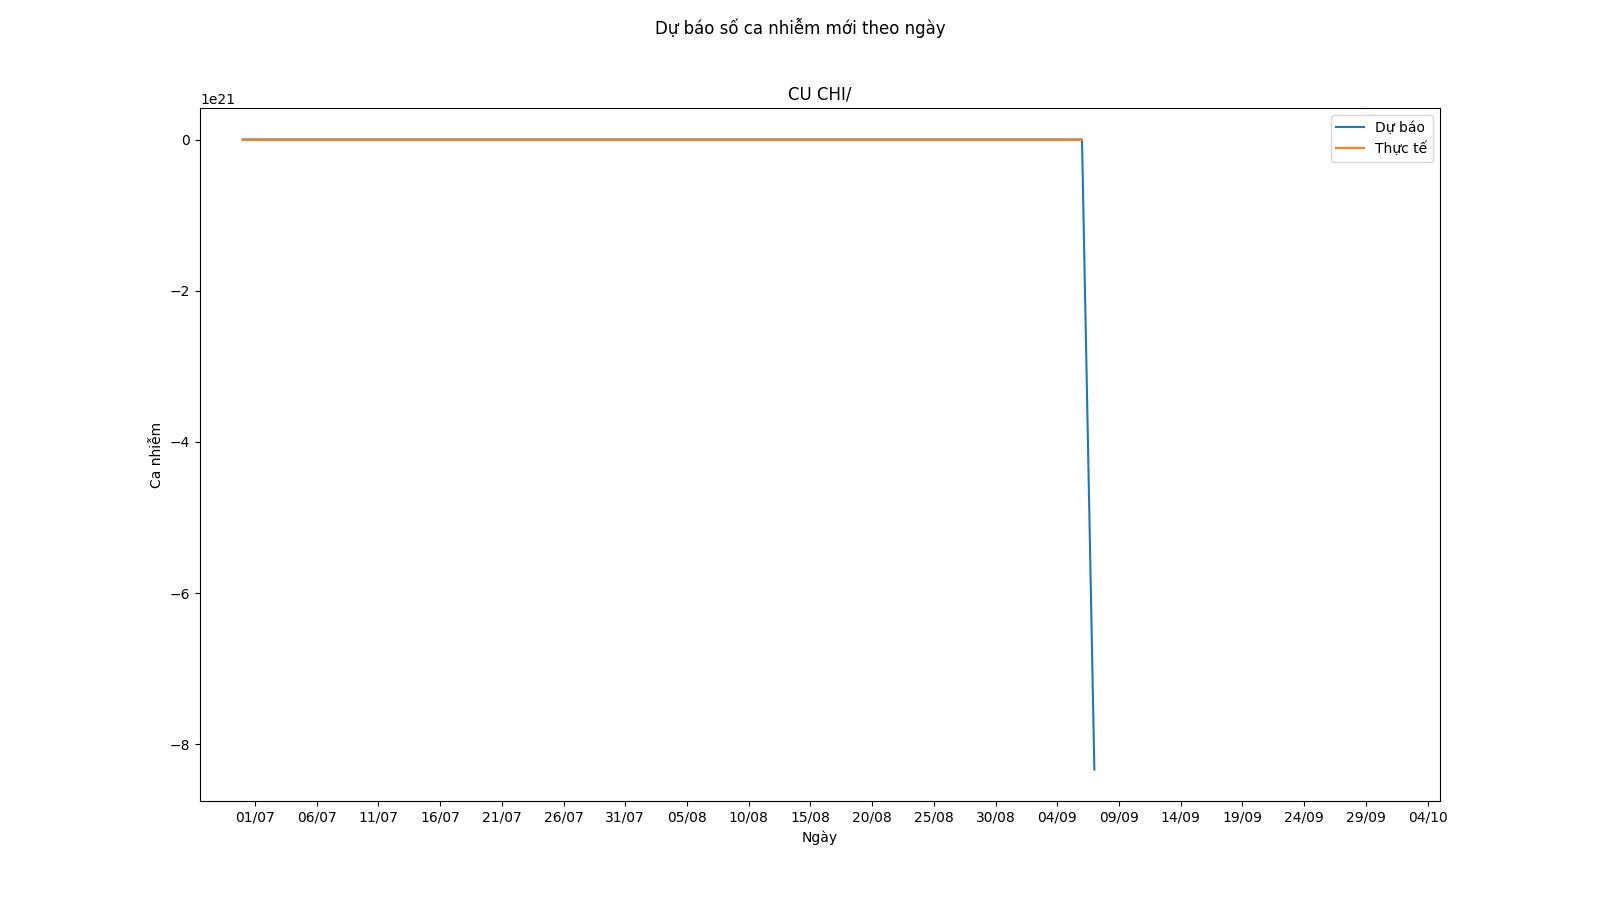 Dự báo số ca nhiễm mới theo ngày
CU CHI/
1e21
Dự báo
Thực tế
0
−2
−4
−6
−8
Ca nhiễm
01/07 06/07 11/07 16/07 21/07 26/07 31/07 05/08 10/08 15/08 20/08 25/08 30/08 04/09 09/09 14/09 19/09 24/09 29/09 04/10
Ngày